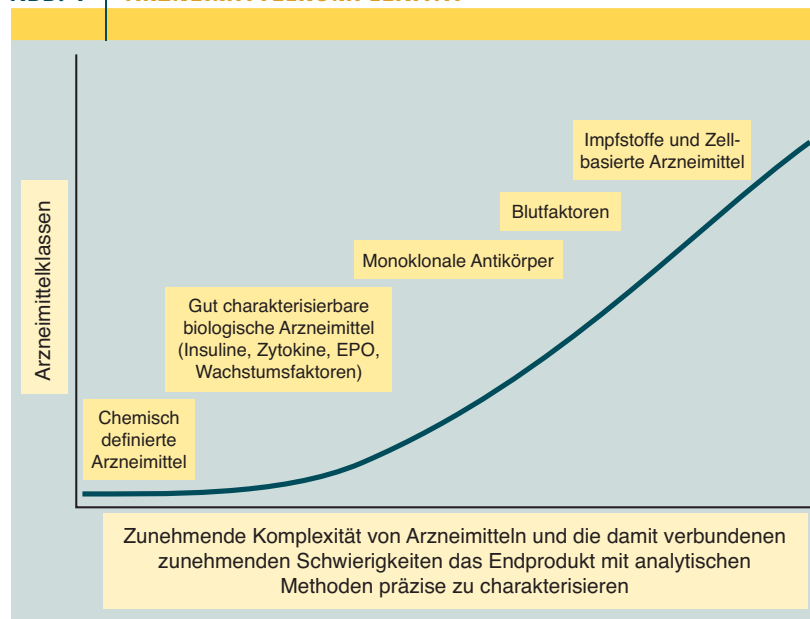 Impfstoffe und Zell-
basierte Arzneimittel
Blutfaktoren
Monoklonale Antikörper
Gut charakterisierbare
biologische Arzneimittel
(Insuline, Zytokine, EPO,
Wachstumsfaktoren)
Chemisch
definierte
Arzneimittel
Arzneimittelklassen
Zunehmende Komplexität von Arzneimitteln und die damit verbundenen
zunehmenden Schwierigkeiten das Endprodukt mit analytischen
Methoden präzise zu charakterisieren